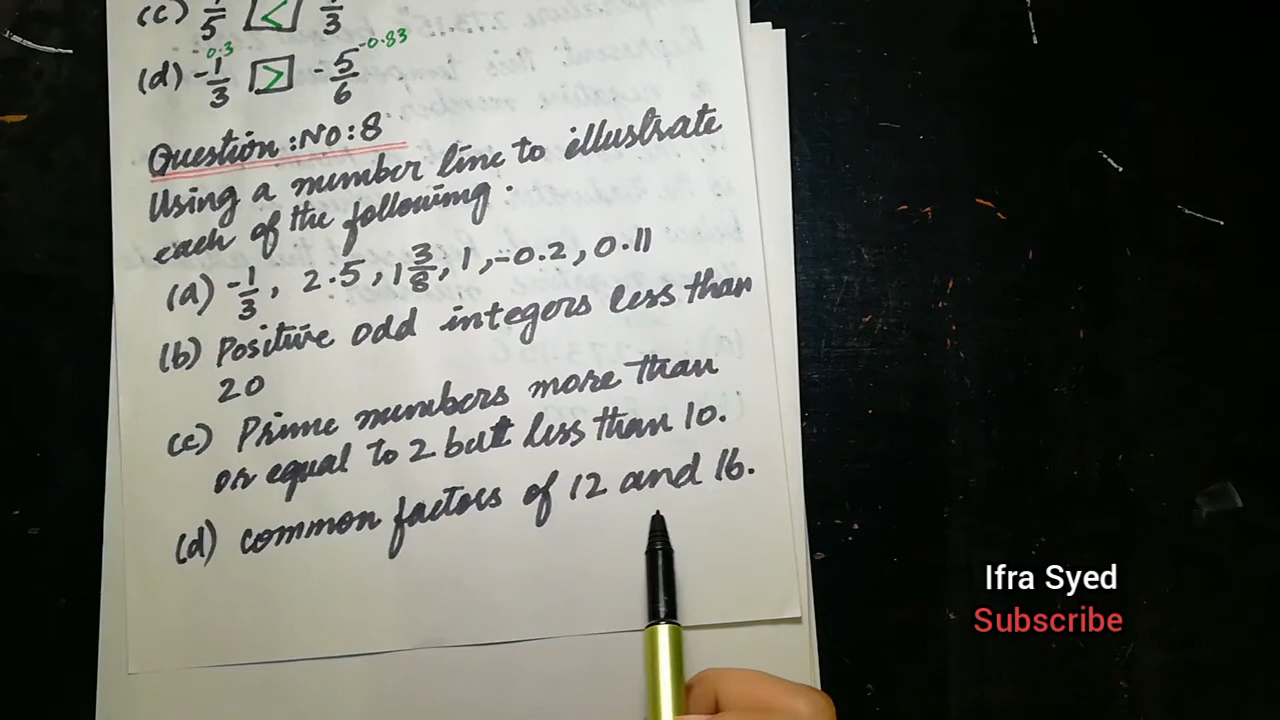 (c) 1/5 [<] 1/3
-0.3 -0.83
(d) -1/3 [>] -5/6
Question:NO:8
Using a number line to illustrate
each of the following.
(a) -1/3, 2.5, 1 3/8, 1, -0.2, 0.11
(b) Positive odd integers less than
20
(c) Prime numbers more than
or equal to 2 but less than 10.
(d) common factors of 12 and 16.
Ifra Syed
Subscribe